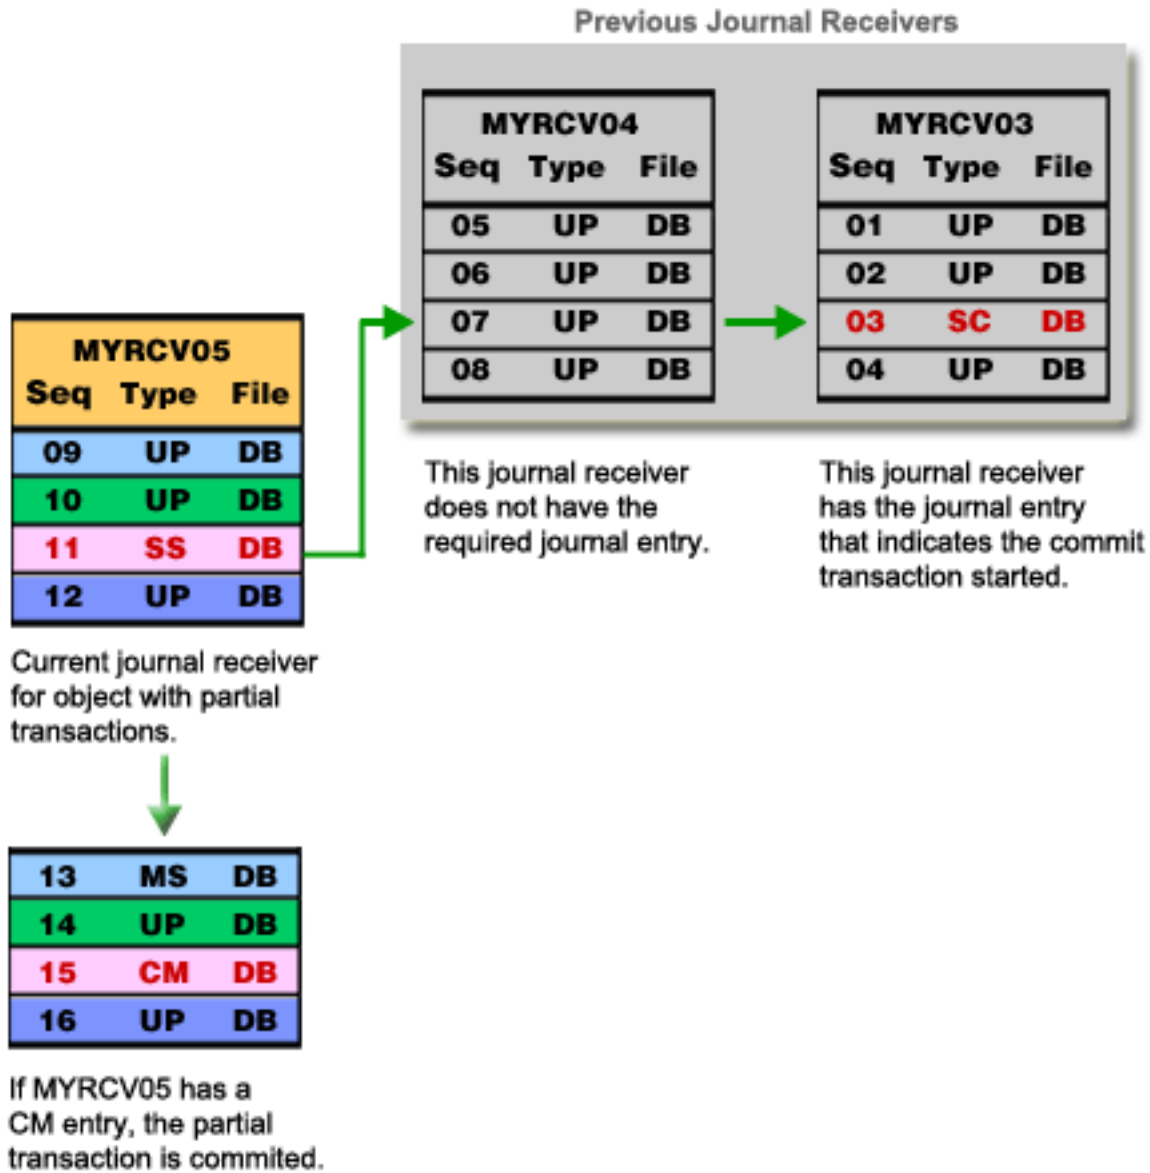 Previous Journal Receivers
MYRCV04
Seq Type File
05 UP DB
06 UP DB
07 UP DB
08 UP DB
MYRCV03
Seq Type File
01 UP DB
02 UP DB
03 SC DB
04 UP DB
This journal receiver
does not have the
required journal entry.
This journal receiver
has the journal entry
that indicates the commit
transaction started.
MYRCV05
Seq Type File
09 UP DB
10 UP DB
11 SS DB
12 UP DB
Current journal receiver
for object with partial
transactions.
13 MS DB
14 UP DB
15 CM DB
16 UP DB
If MYRCV05 has a
CM entry, the partial
transaction is commited.